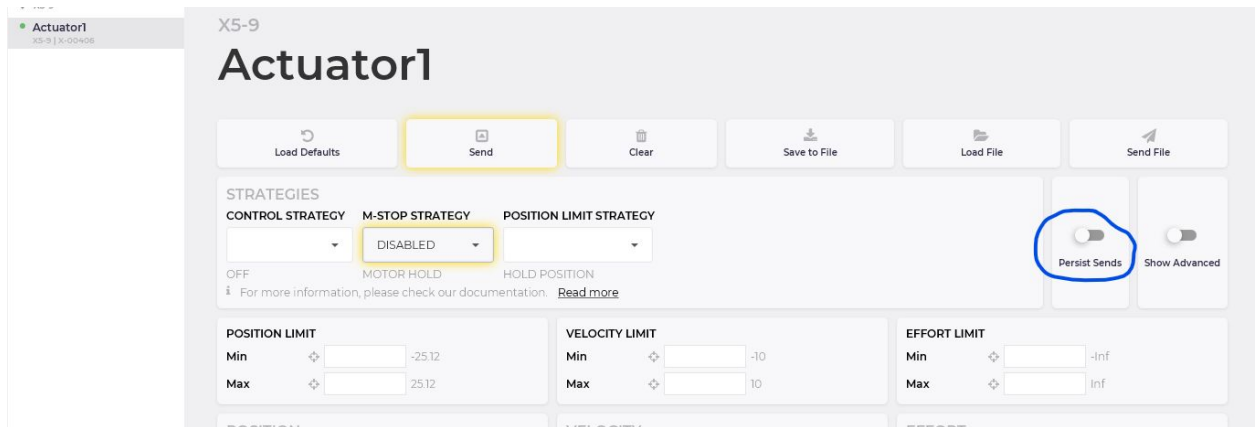 Actuator1
X5-9 | X-00406
X5-9
Actuator1
Load Defaults
Send
Clear
Save to File
Load File
Send File
STRATEGIES
CONTROL STRATEGY M-STOP STRATEGY POSITION LIMIT STRATEGY
DISABLED
OFF MOTOR HOLD HOLD POSITION
i For more information, please check our documentation. Read more
Persist Sends
Show Advanced
POSITION LIMIT
Min -25.12
Max 25.12
VELOCITY LIMIT
Min -10
Max 10
EFFORT LIMIT
Min -Inf
Max Inf